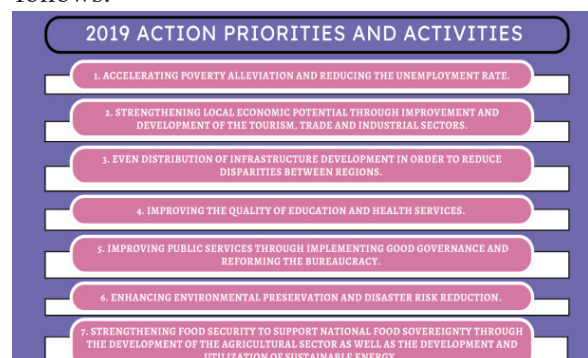 follows:
2019 ACTION PRIORITIES AND ACTIVITIES
1. ACCELERATING POVERTY ALLEVIATION AND REDUCING THE UNEMPLOYMENT RATE.
2. STRENGTHENING LOCAL ECONOMIC POTENTIAL THROUGH IMPROVEMENT AND
DEVELOPMENT OF THE TOURISM, TRADE AND INDUSTRIAL SECTORS.
3. EVEN DISTRIBUTION OF INFRASTRUCTURE DEVELOPMENT IN ORDER TO REDUCE
DISPARITIES BETWEEN REGIONS.
4. IMPROVING THE QUALITY OF EDUCATION AND HEALTH SERVICES.
5. IMPROVING PUBLIC SERVICES THROUGH IMPLEMENTING GOOD GOVERNANCE AND
REFORMING THE BUREAUCRACY.
6. ENHANCING ENVIRONMENTAL PRESERVATION AND DISASTER RISK REDUCTION.
7. STRENGTHENING FOOD SECURITY TO SUPPORT NATIONAL FOOD SOVEREIGNTY THROUGH
THE DEVELOPMENT OF THE AGRICULTURAL SECTOR AS WELL AS THE DEVELOPMENT AND
UTILIZATION OF SUSTAINABLE ENERGY